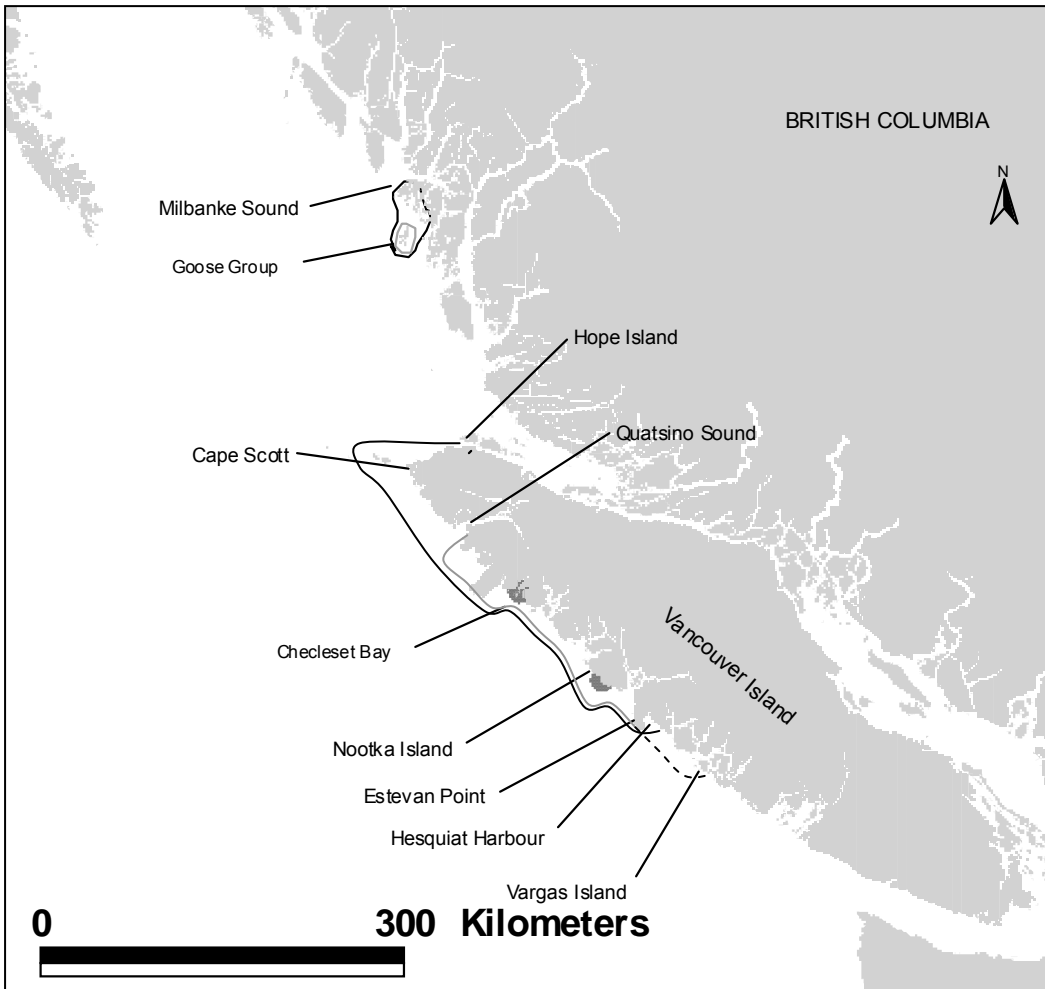 BRITISH COLUMBIA
N
Milbanke Sound
Goose Group
Hope Island
Quatsino Sound
Cape Scott
Vancouver Island
Checleset Bay
Nootka Island
Estevan Point
Hesquiat Harbour
Vargas Island
0 300 Kilometers